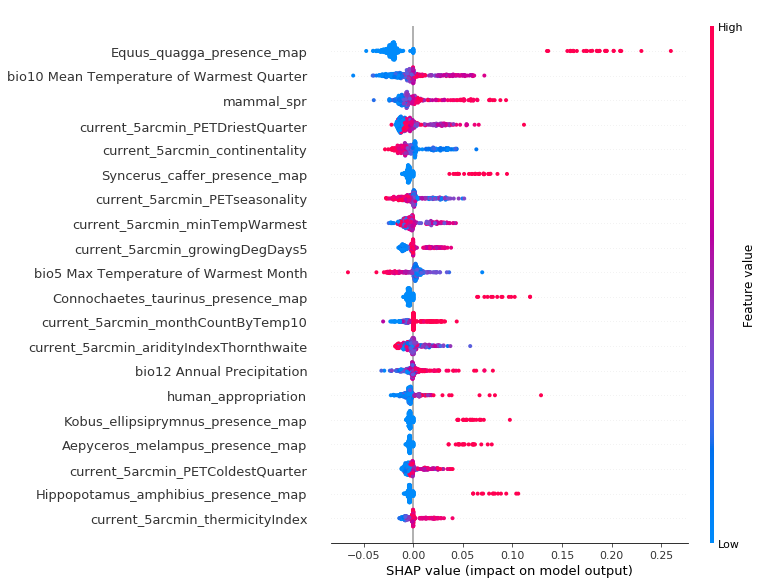 High
Equus_quagga_presence_map
bio10 Mean Temperature of Warmest Quarter
mammal_spr
current_5arcmin_PETDriestQuarter
current_5arcmin_continentality
Syncerus_caffer_presence_map
current_5arcmin_PETseasonality
current_5arcmin_minTempWarmest
current_5arcmin_growingDegDays5
bio5 Max Temperature of Warmest Month
Connochaetes_taurinus_presence_map
current_5arcmin_monthCountByTemp10
current_5arcmin_aridityIndexThornthwaite
bio12 Annual Precipitation
human_appropriation
Kobus_ellipsiprymnus_presence_map
Aepyceros_melampus_presence_map
current_5arcmin_PETColdestQuarter
Hippopotamus_amphibius_presence_map
current_5arcmin_thermicityIndex
Feature value
Low
−0.05 0.00 0.05 0.10 0.15 0.20 0.25
SHAP value (impact on model output)